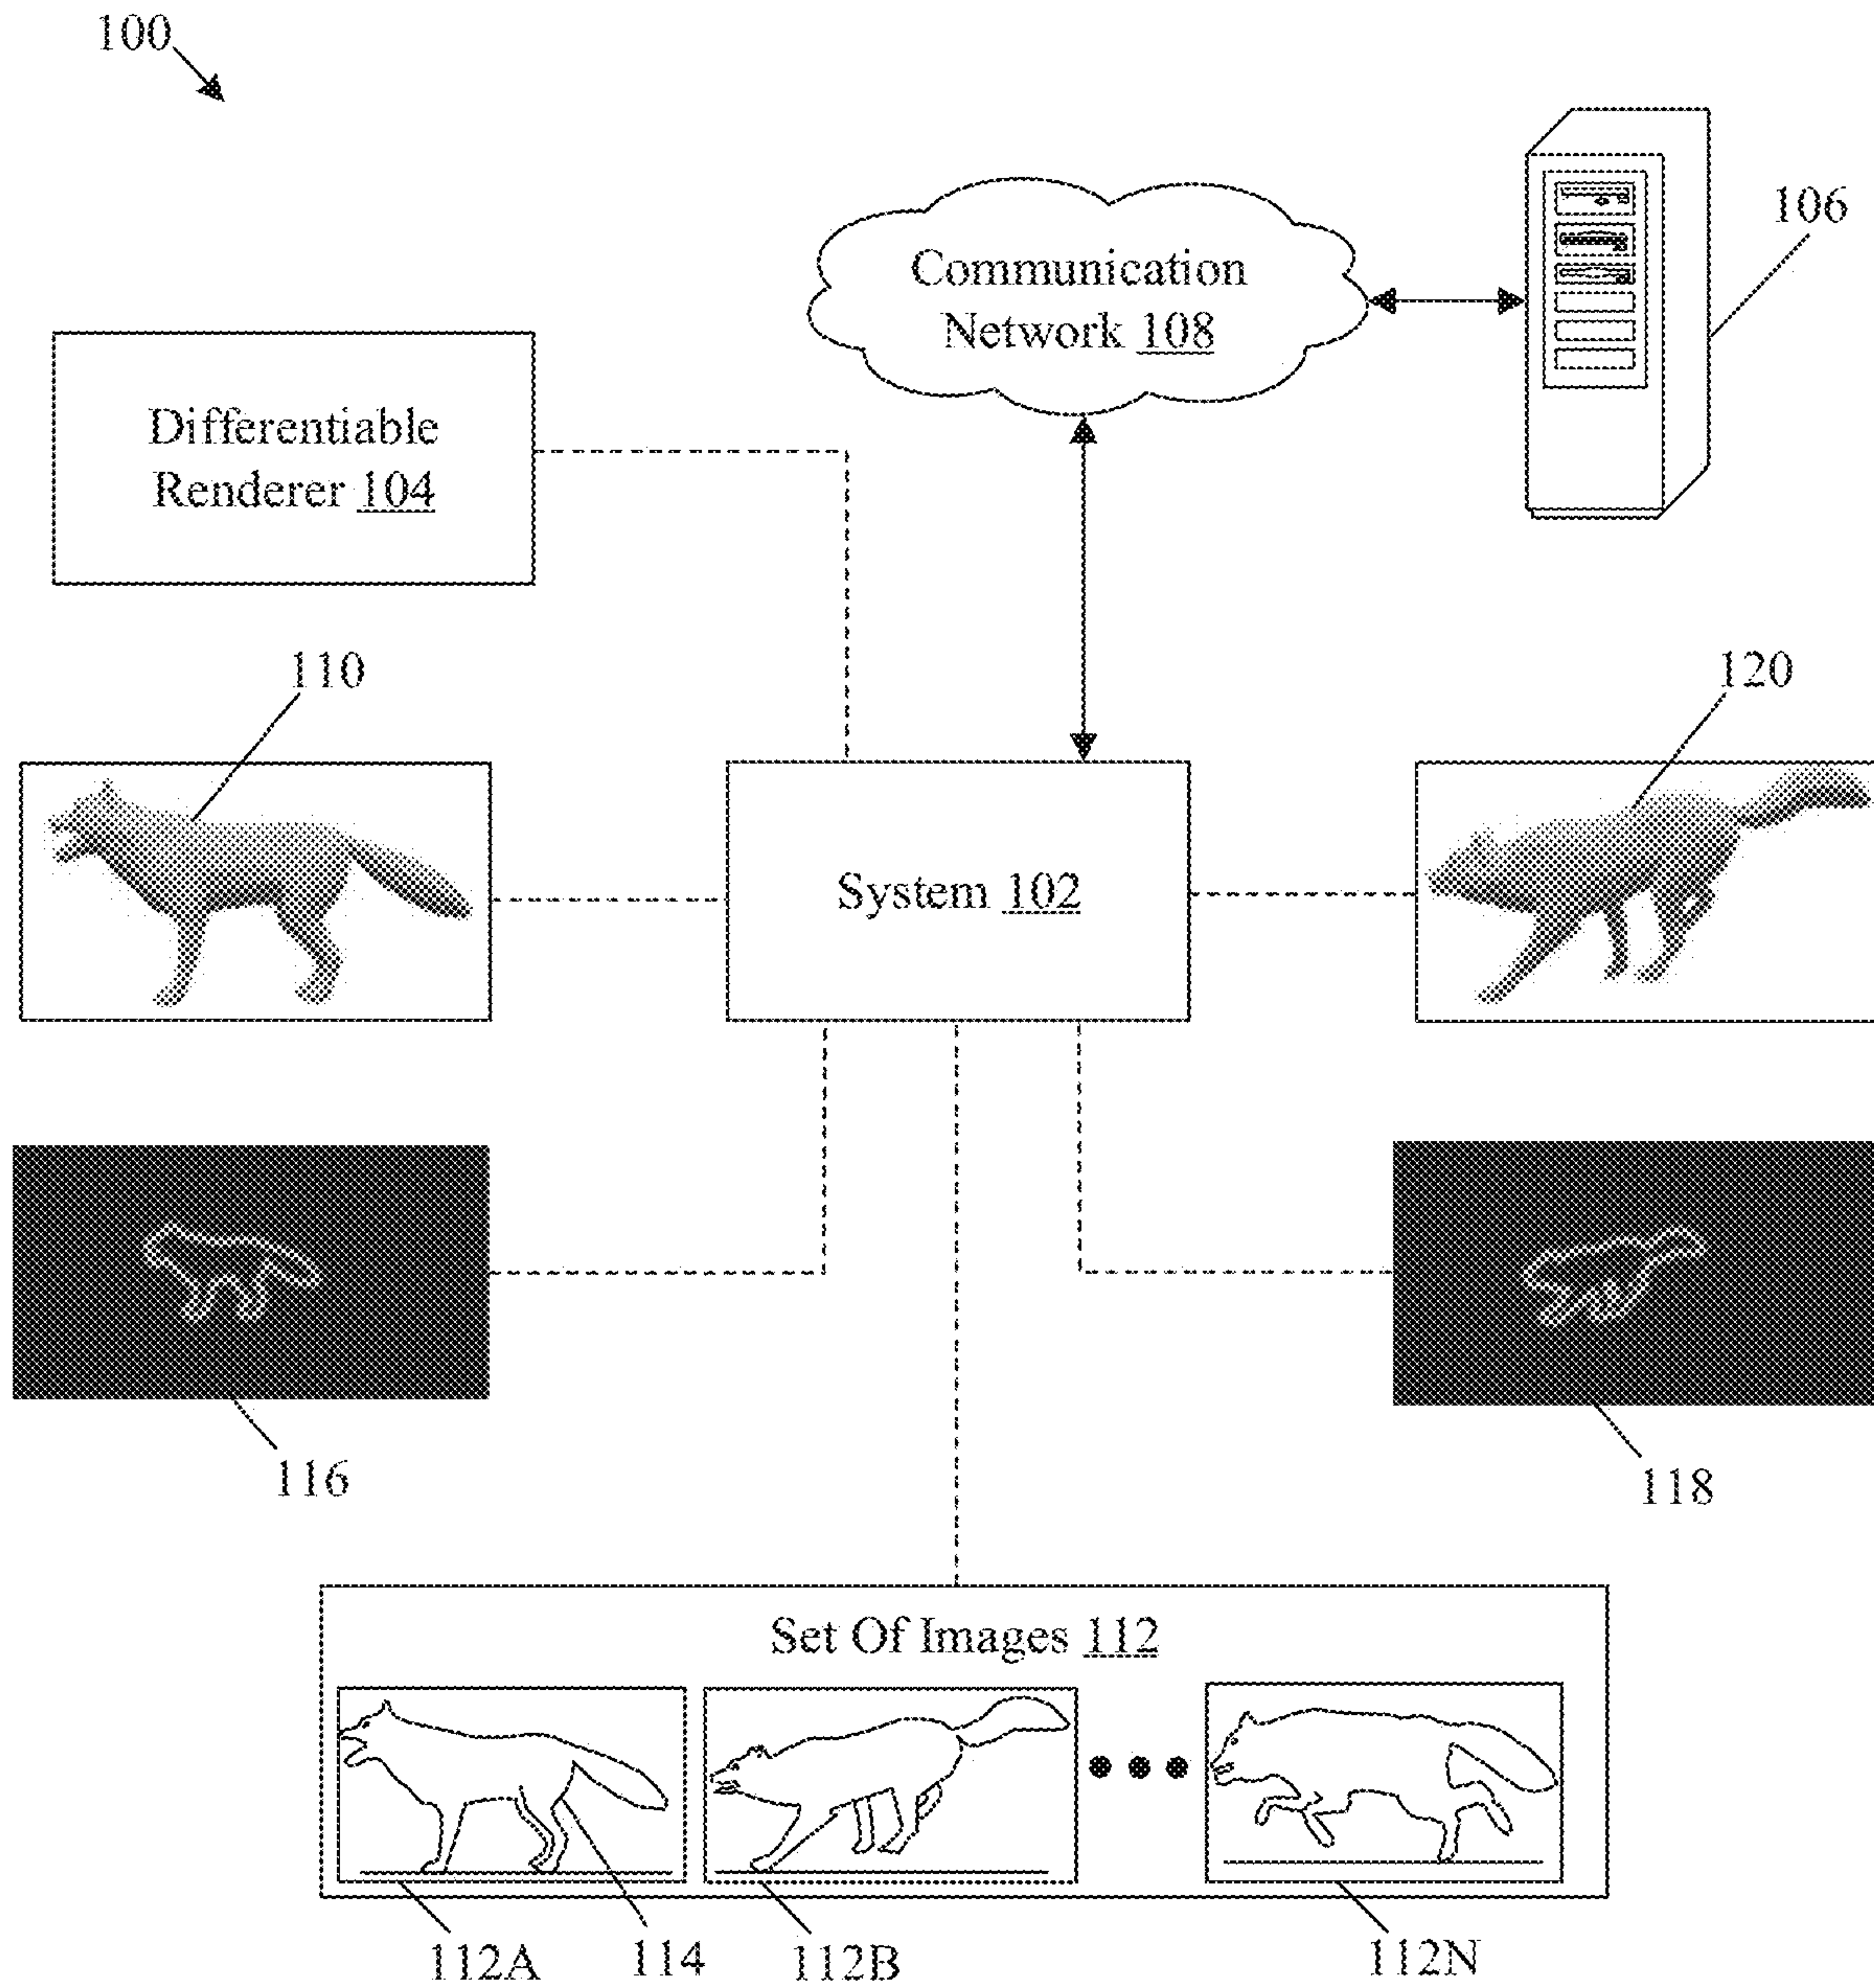 100
106
Communication
Network 108
Differentiable
Renderer 104
110
120
System 102
116
118
Set Of Images 112
112A
114
112B
112N